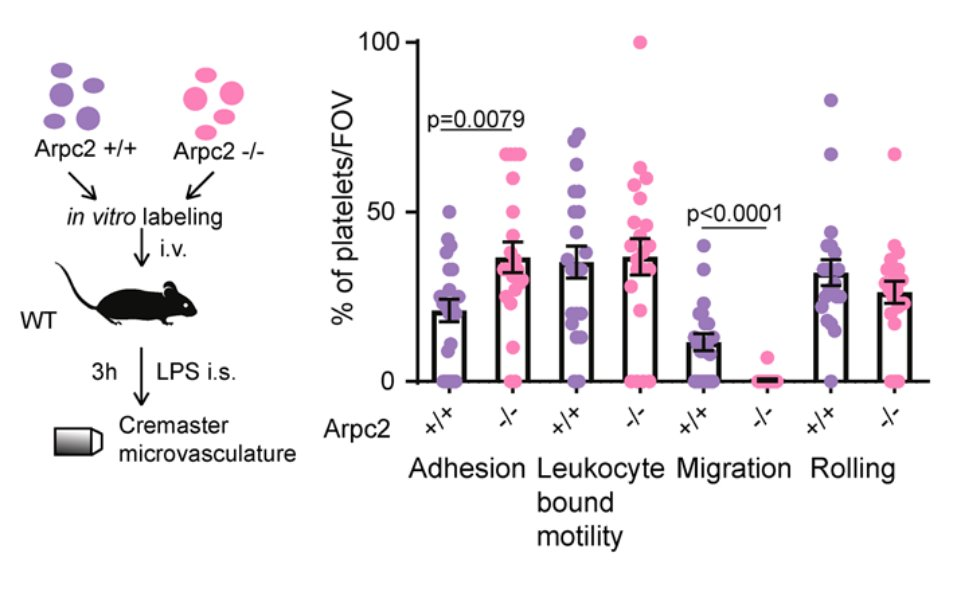 Arpc2 +/+
Arpc2 -/-
in vitro labeling
i.v.
WT
3h
LPS i.s.
Cremaster
microvasculature
% of platelets/FOV
100
50
0
p=0.0079
p<0.0001
Arpc2
+/+
-/-
+/+
-/-
+/+
-/-
+/+
-/-
Adhesion
Leukocyte
bound
motility
Migration
Rolling